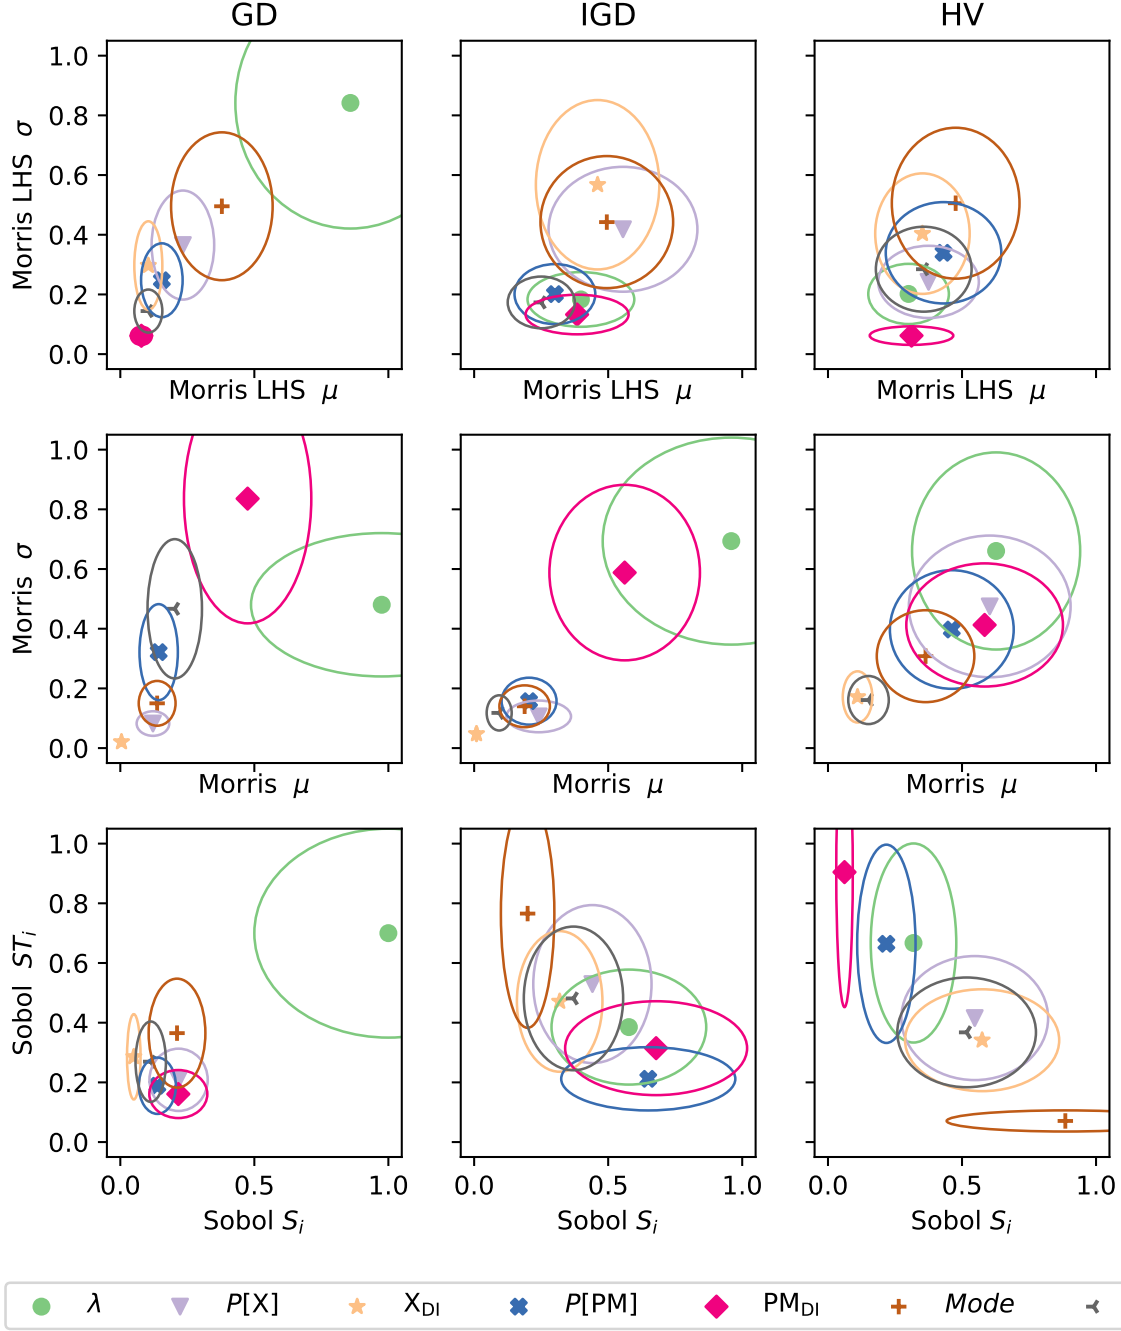 GD IGD HV
1.0
0.8
0.6
0.4
0.2
0.0
Morris LHS σ
Morris LHS μ Morris LHS μ Morris LHS μ
1.0
0.8
0.6
0.4
0.2
0.0
Morris σ
Morris μ Morris μ Morris μ
1.0
0.8
0.6
0.4
0.2
0.0
Sobol STi
0.0 0.5 1.0 0.0 0.5 1.0 0.0 0.5 1.0
Sobol Si Sobol Si Sobol Si
λ P[X] XDI P[PM] PMDI Mode